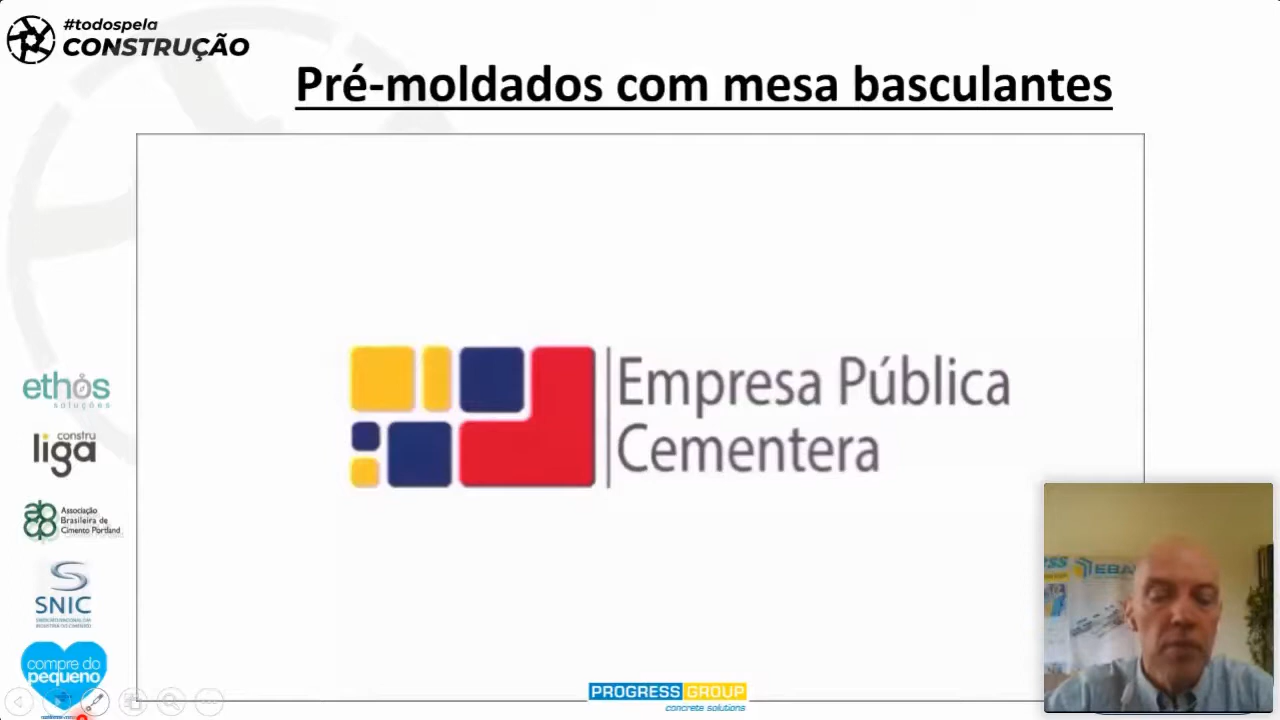 #todospela
CONSTRUÇÃO
Pré-moldados com mesa basculantes
Empresa Pública
Cementera
ethos
soluções
constru
liga
Associação
Brasileira de
Cimento Portland
SNIC
compre do
pequeno
EBA
PROGRESS GROUP
concrete solutions